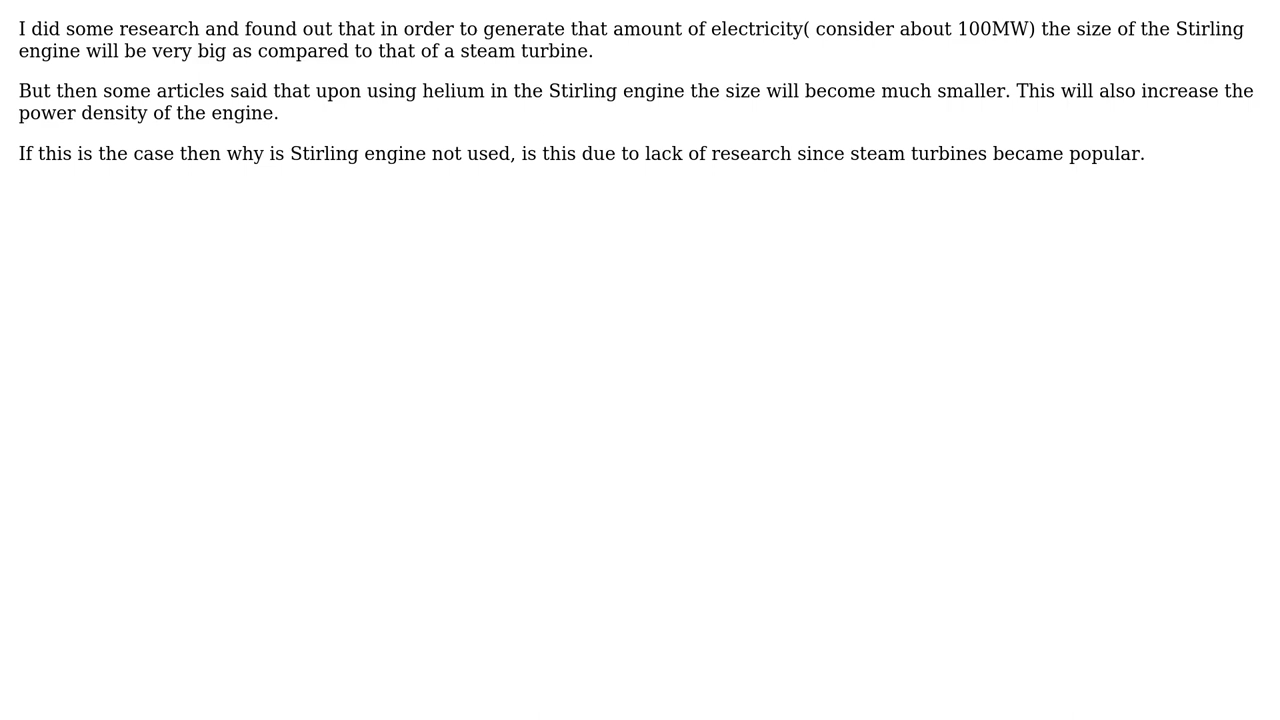 I did some research and found out that in order to generate that amount of electricity( consider about 100MW) the size of the Stirling
engine will be very big as compared to that of a steam turbine.
But then some articles said that upon using helium in the Stirling engine the size will become much smaller. This will also increase the
power density of the engine.
If this is the case then why is Stirling engine not used, is this due to lack of research since steam turbines became popular.